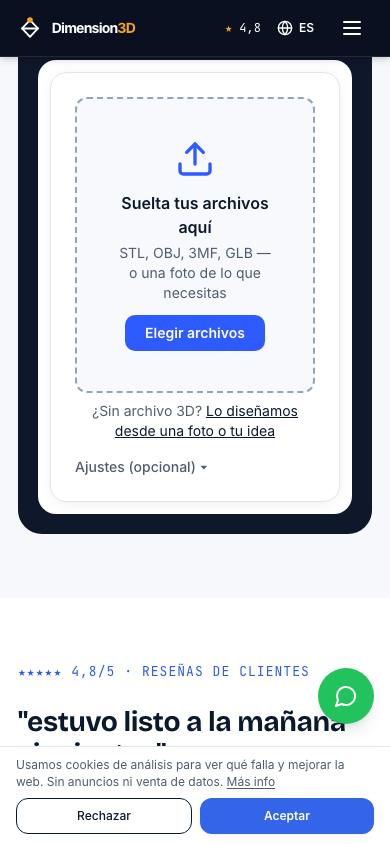 Dimension3D
★ 4,8
ES
Suelta tus archivos
aquí
STL, OBJ, 3MF, GLB —
o una foto de lo que
necesitas
Elegir archivos
¿Sin archivo 3D? Lo diseñamos
desde una foto o tu idea
Ajustes (opcional)
★★★★★ 4,8/5 · RESEÑAS DE CLIENTES
"estuvo listo a la mañana
Usamos cookies de análisis para ver qué falla y mejorar la
web. Sin anuncios ni venta de datos. Más info
Rechazar
Aceptar